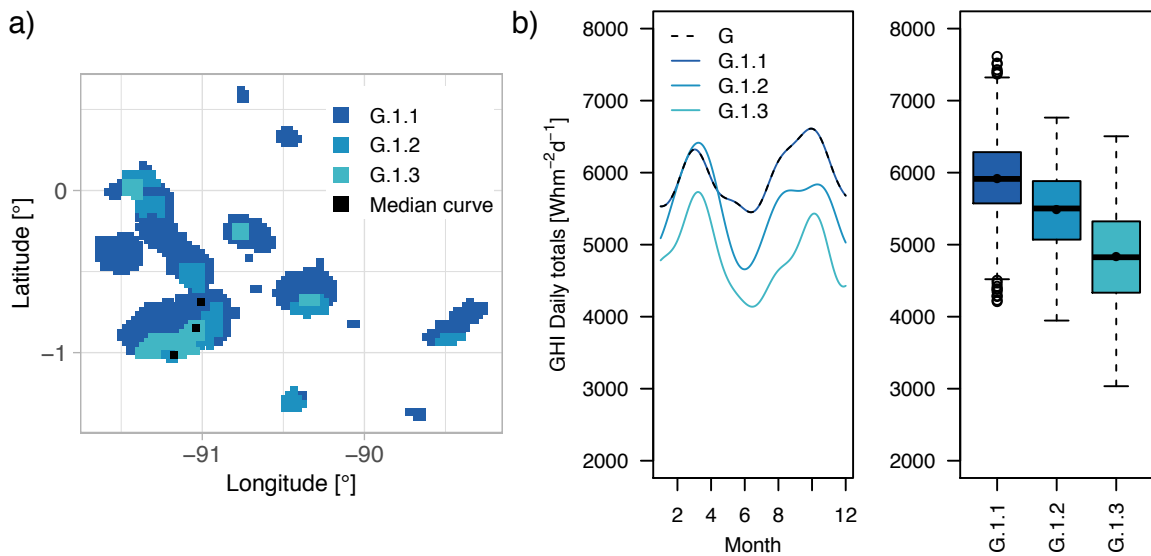 a)
G.1.1
G.1.2
G.1.3
Median curve
0
−1
−91
−90
Latitude [°]
Longitude [°]
b)
8000
7000
6000
5000
4000
3000
2000
GHI Daily totals [Whm⁻²d⁻¹]
G
G.1.1
G.1.2
G.1.3
2 4 6 8 12
Month
8000
7000
6000
5000
4000
3000
2000
G.1.1
G.1.2
G.1.3